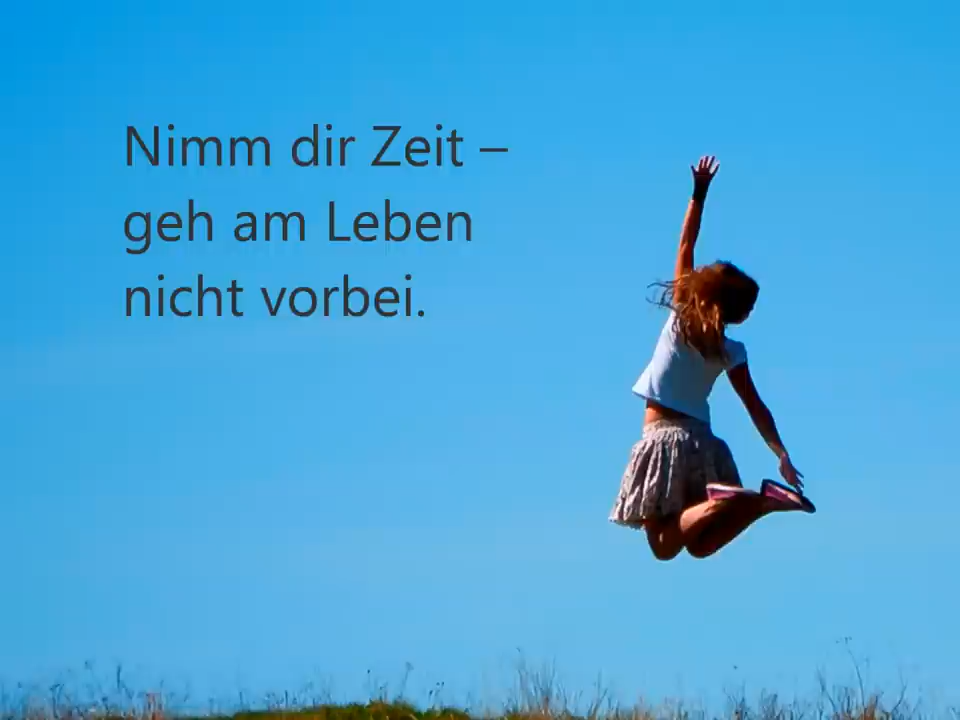 Nimm dir Zeit –
geh am Leben
nicht vorbei.